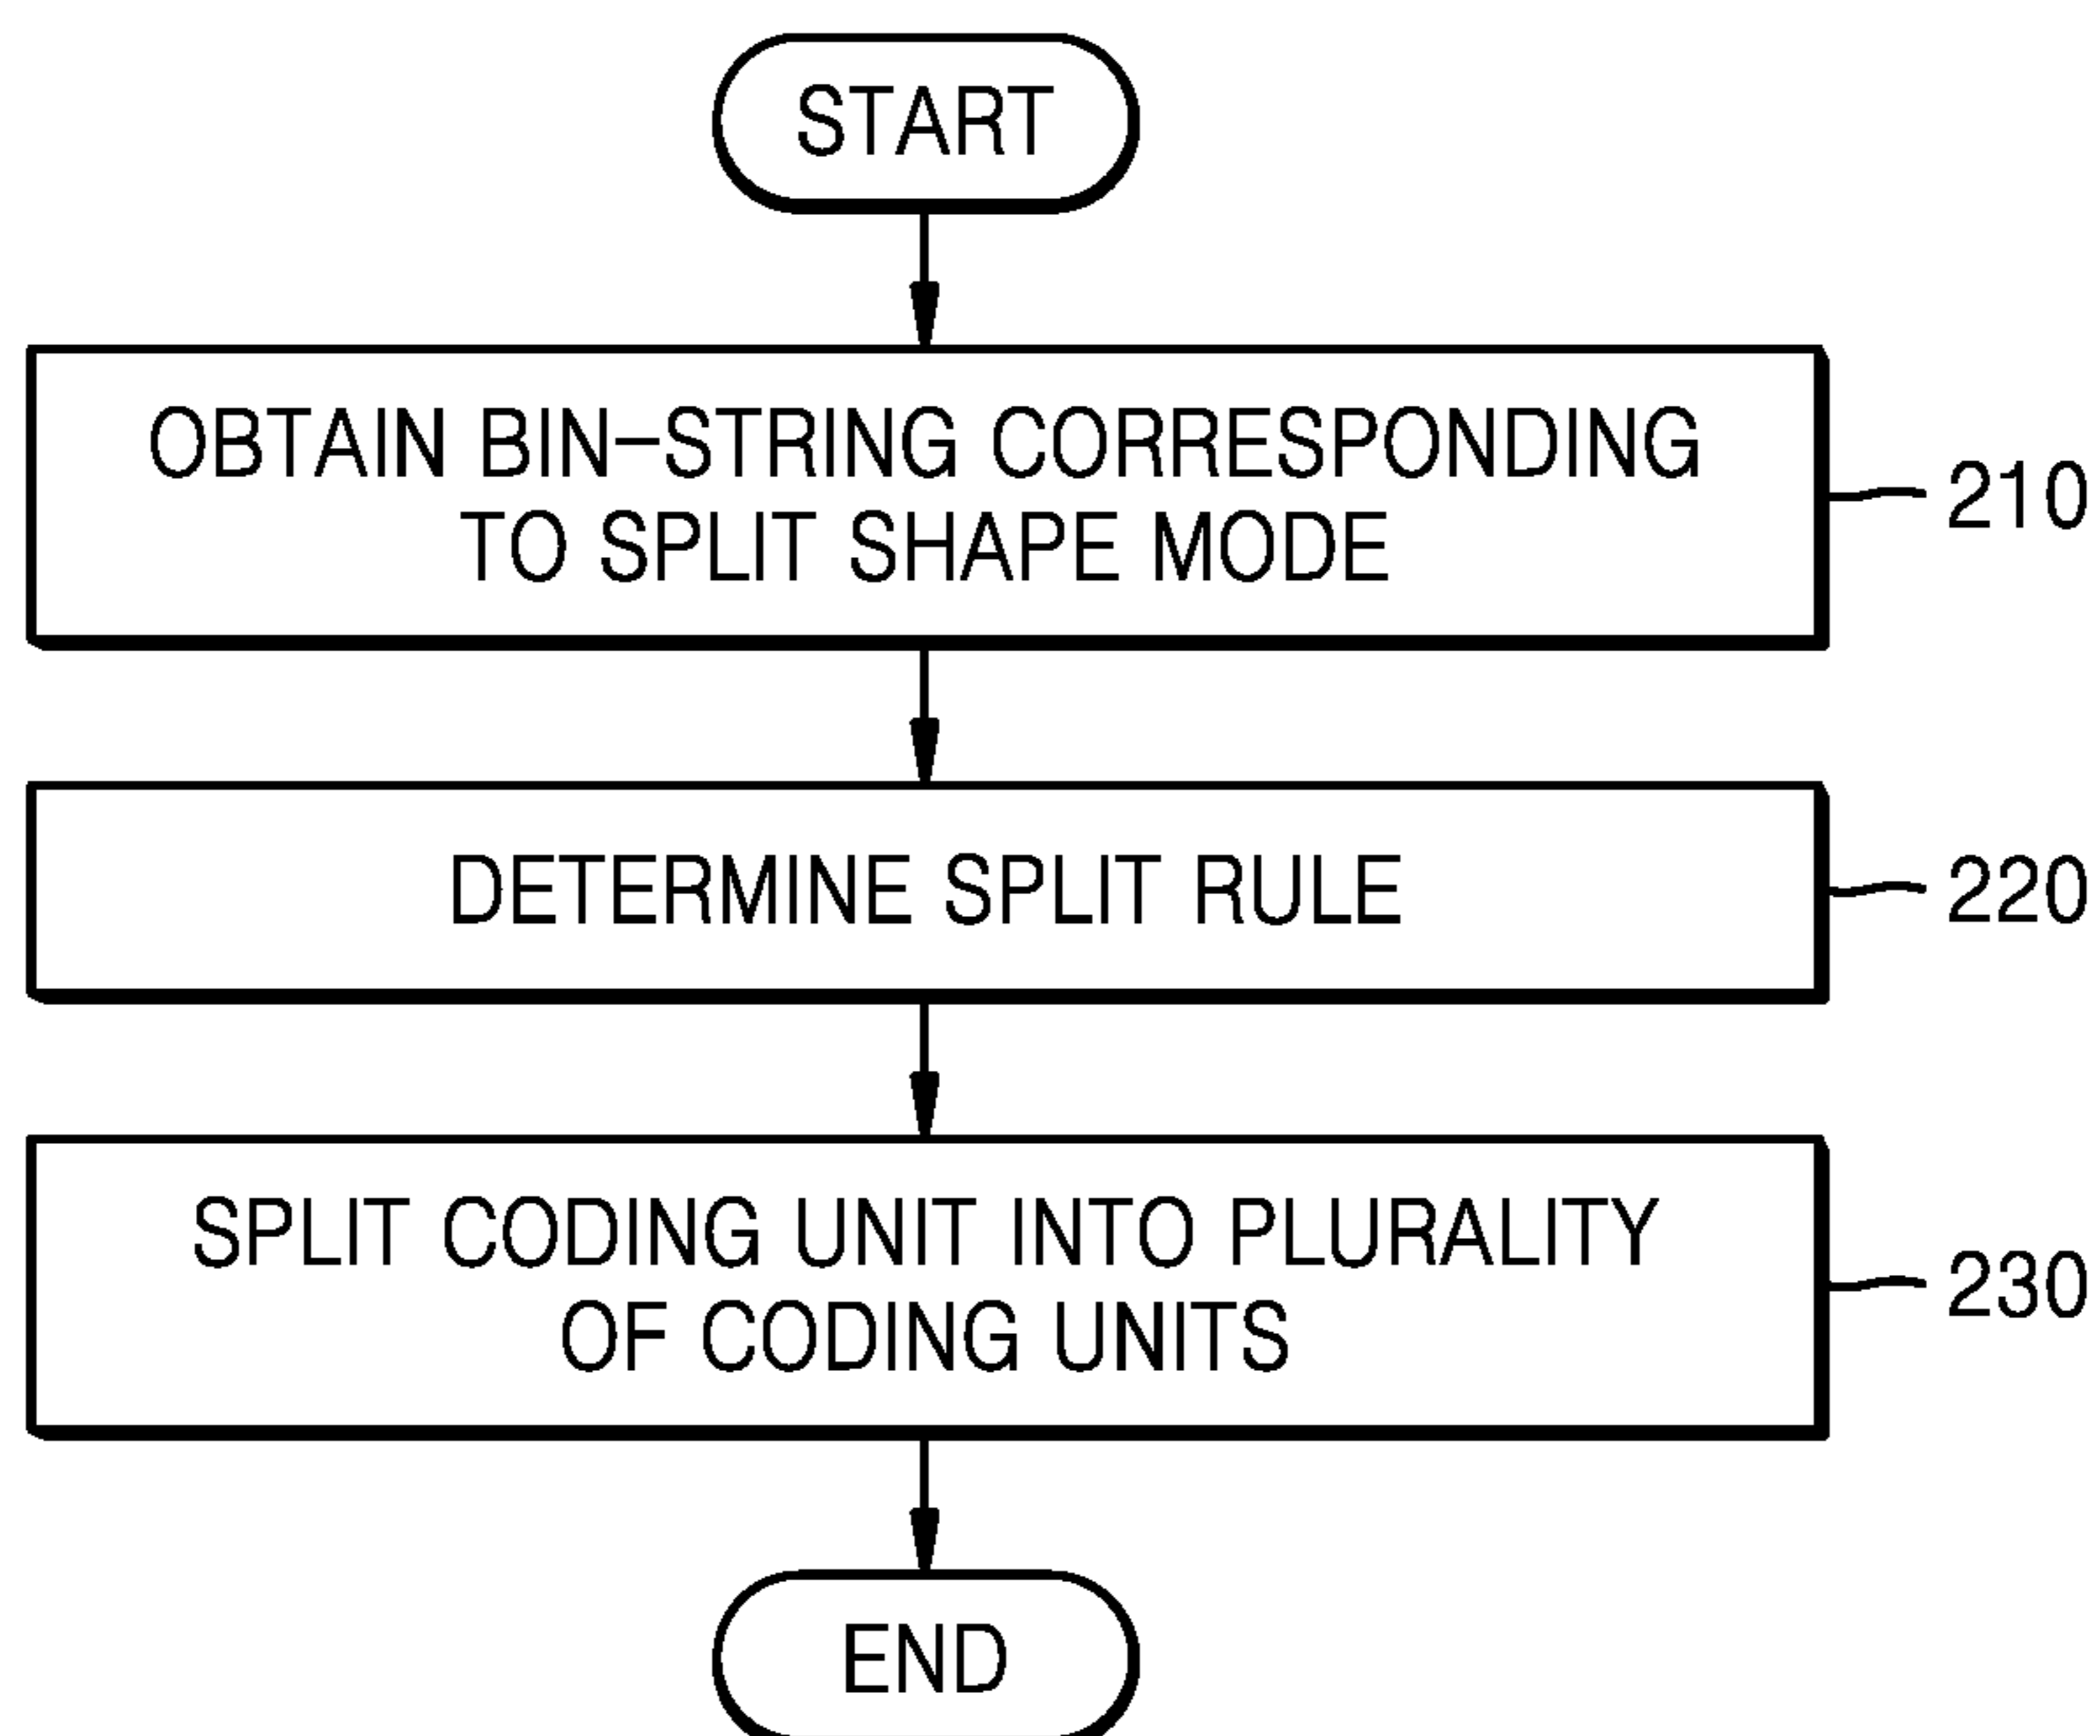 START
OBTAIN BIN-STRING CORRESPONDING
TO SPLIT SHAPE MODE
210
DETERMINE SPLIT RULE
220
SPLIT CODING UNIT INTO PLURALITY
OF CODING UNITS
230
END